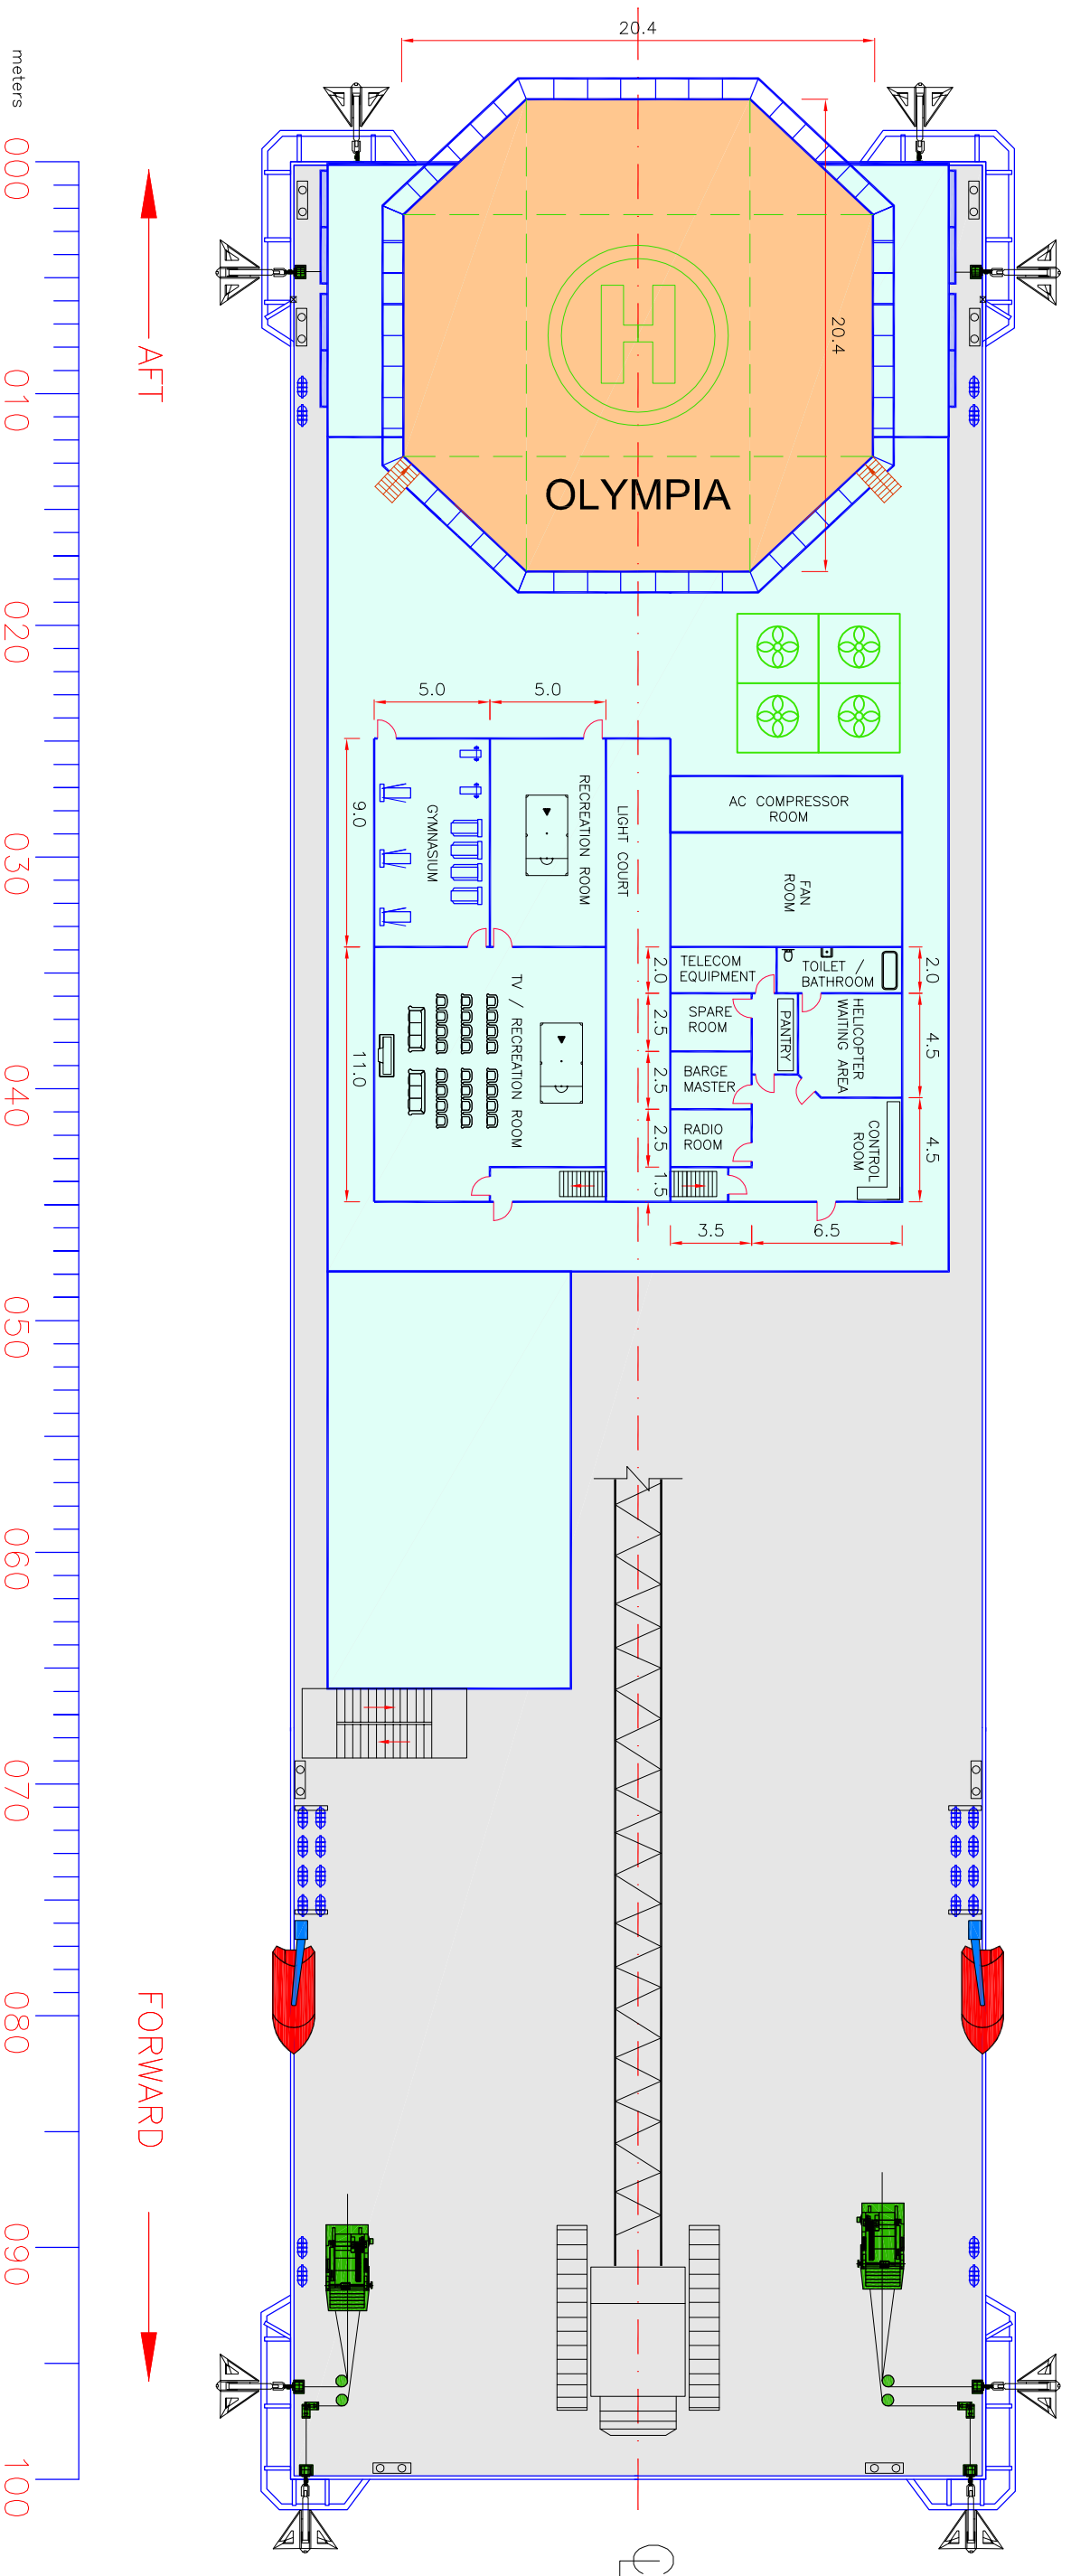 20.4
20.4
H
OLYMPIA
5.0
5.0
9.0
11.0
GYMNASIUM
RECREATION ROOM
LIGHT COURT
TV / RECREATION ROOM
AC COMPRESSOR
ROOM
FAN
ROOM
TELECOM
EQUIPMENT
TOILET /
BATHROOM
SPARE
ROOM
PANTRY
HELICOPTER
WAITING AREA
BARGE
MASTER
RADIO
ROOM
CONTROL
ROOM
2.0
4.5
4.5
2.0
2.5
2.5
2.5
1.5
3.5
6.5
AFT
FORWARD
meters
000
010
020
030
040
050
060
070
080
090
100
CL